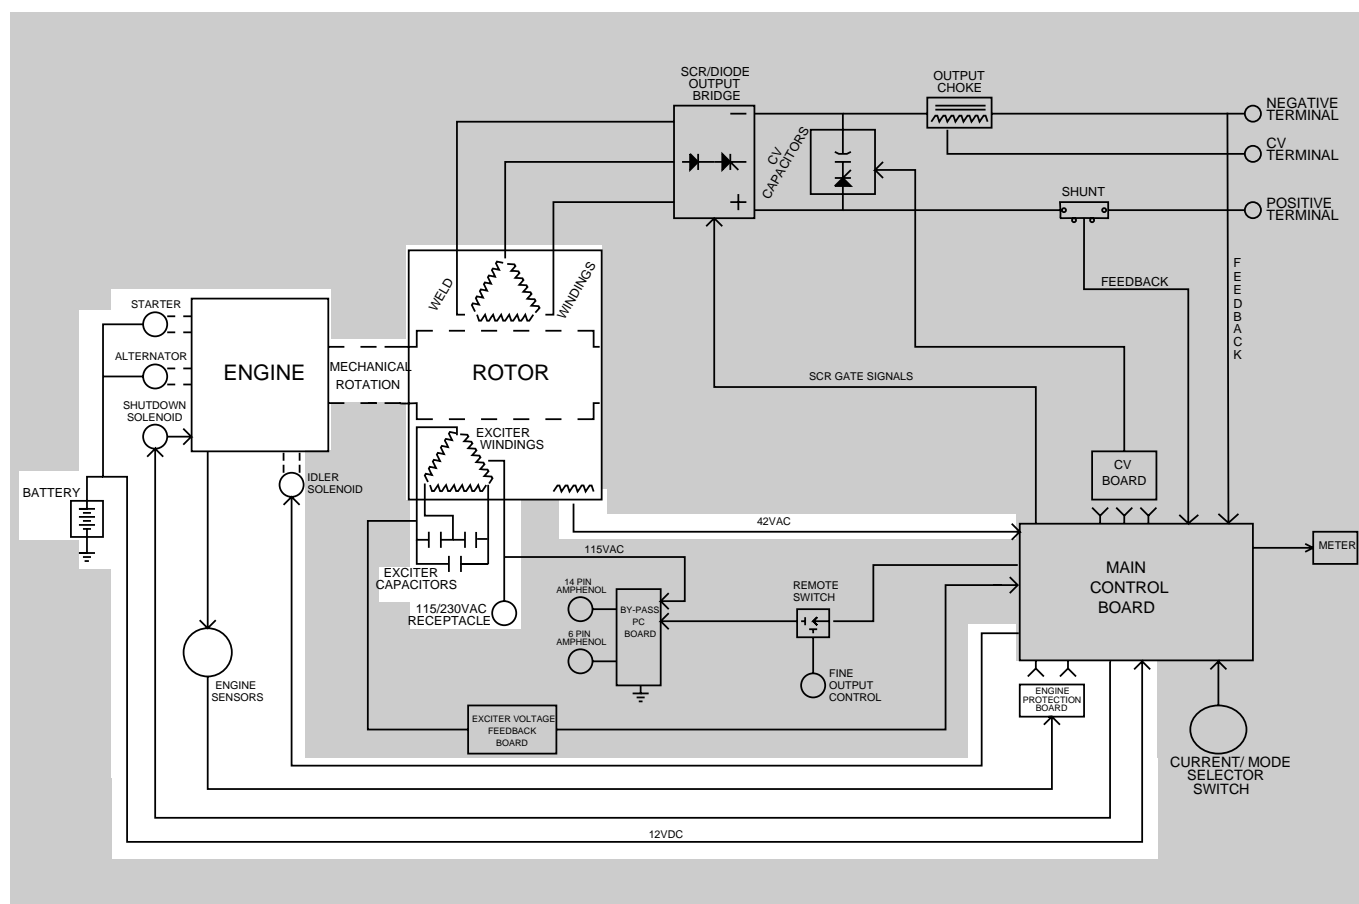 SCR/DIODE
OUTPUT
BRIDGE
OUTPUT
CHOKE
NEGATIVE
TERMINAL
CV
TERMINAL
CV
CAPACITORS
SHUNT
POSITIVE
TERMINAL
FEEDBACK
FEEDBACK
WELD
WINDINGS
STARTER
ALTERNATOR
SHUTDOWN
SOLENOID
ENGINE
MECHANICAL
ROTATION
ROTOR
SCR GATE SIGNALS
EXCITER
WINDINGS
CV
BOARD
BATTERY
IDLER
SOLENOID
42VAC
115VAC
METER
EXCITER
CAPACITORS
115/230VAC
RECEPTACLE
14 PIN
AMPHENOL
6 PIN
AMPHENOL
BY-PASS
PC
BOARD
REMOTE
SWITCH
MAIN
CONTROL
BOARD
FINE
OUTPUT
CONTROL
ENGINE
SENSORS
ENGINE
PROTECTION
BOARD
EXCITER VOLTAGE
FEEDBACK
BOARD
CURRENT/ MODE
SELECTOR
SWITCH
12VDC